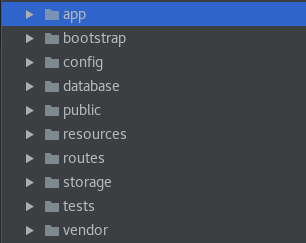 app
bootstrap
config
database
public
resources
routes
storage
tests
vendor